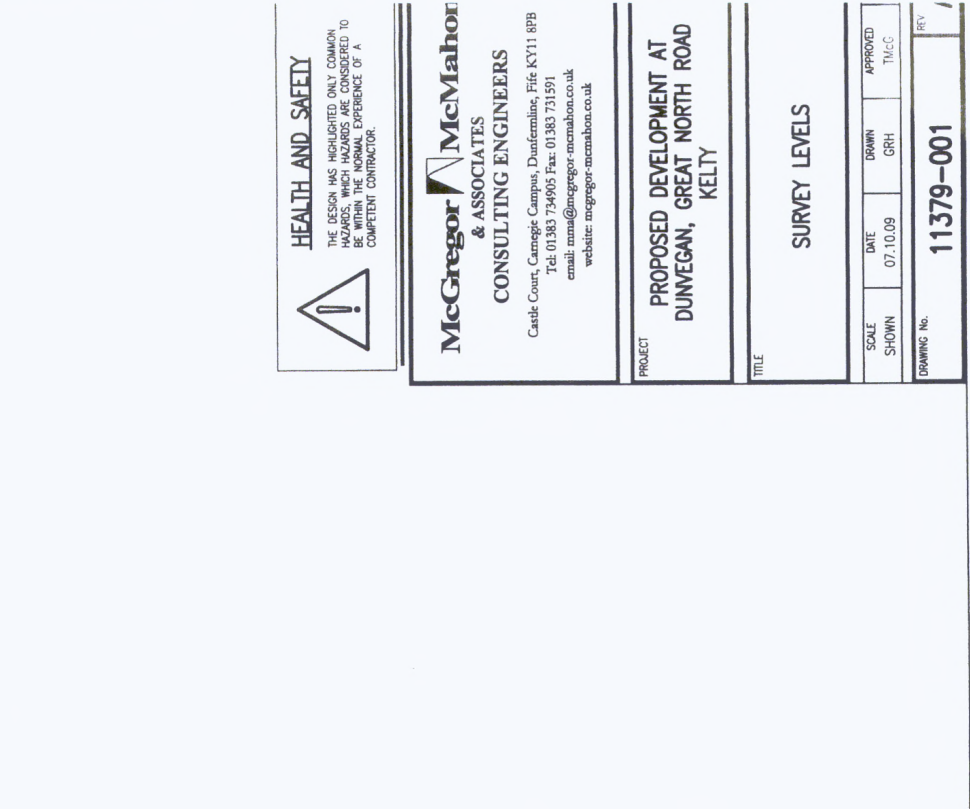 HEALTH AND SAFETY
THE DESIGN HAS HIGHLIGHTED ONLY COMMON
HAZARDS, WHICH HAZARDS ARE CONSIDERED TO
BE WITHIN THE NORMAL EXPERIENCE OF A
COMPETENT CONTRACTOR.
McGregor McMahon
& ASSOCIATES
CONSULTING ENGINEERS
Castle Court, Carnegie Campus, Dunfermline, Fife KY11 8PB
Tel: 01383 734905 Fax: 01383 731591
email: mma@mcgregor-mcmahon.co.uk
website: mcgregor-mcmahon.co.uk
PROJECT
PROPOSED DEVELOPMENT AT
DUNVEGAN, GREAT NORTH ROAD
KELTY
TITLE
SURVEY LEVELS
SCALE DATE DRAWN APPROVED
SHOWN 07.10.09 GRH TMcG
DRAWING No. REV
11379-001